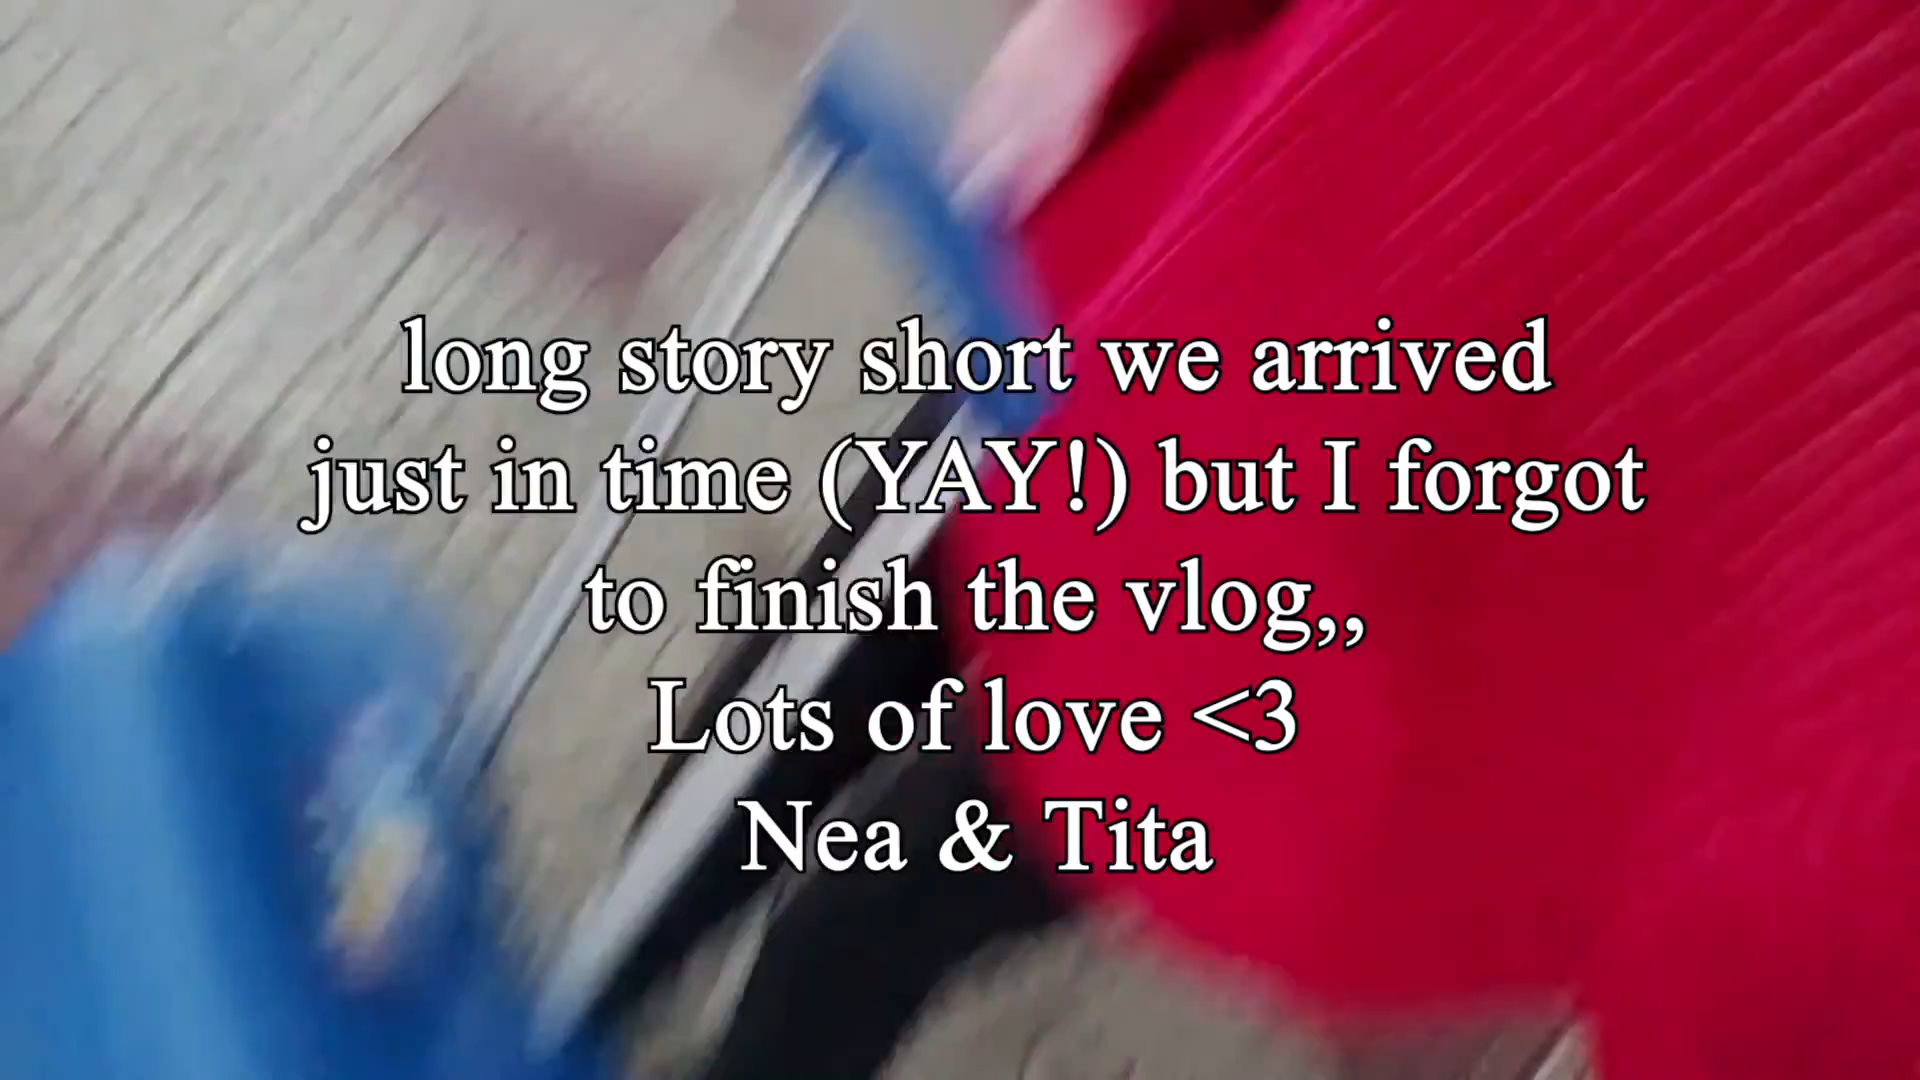 long story short we arrived
just in time (YAY!) but I forgot
to finish the vlog,,
Lots of love <3
Nea & Tita